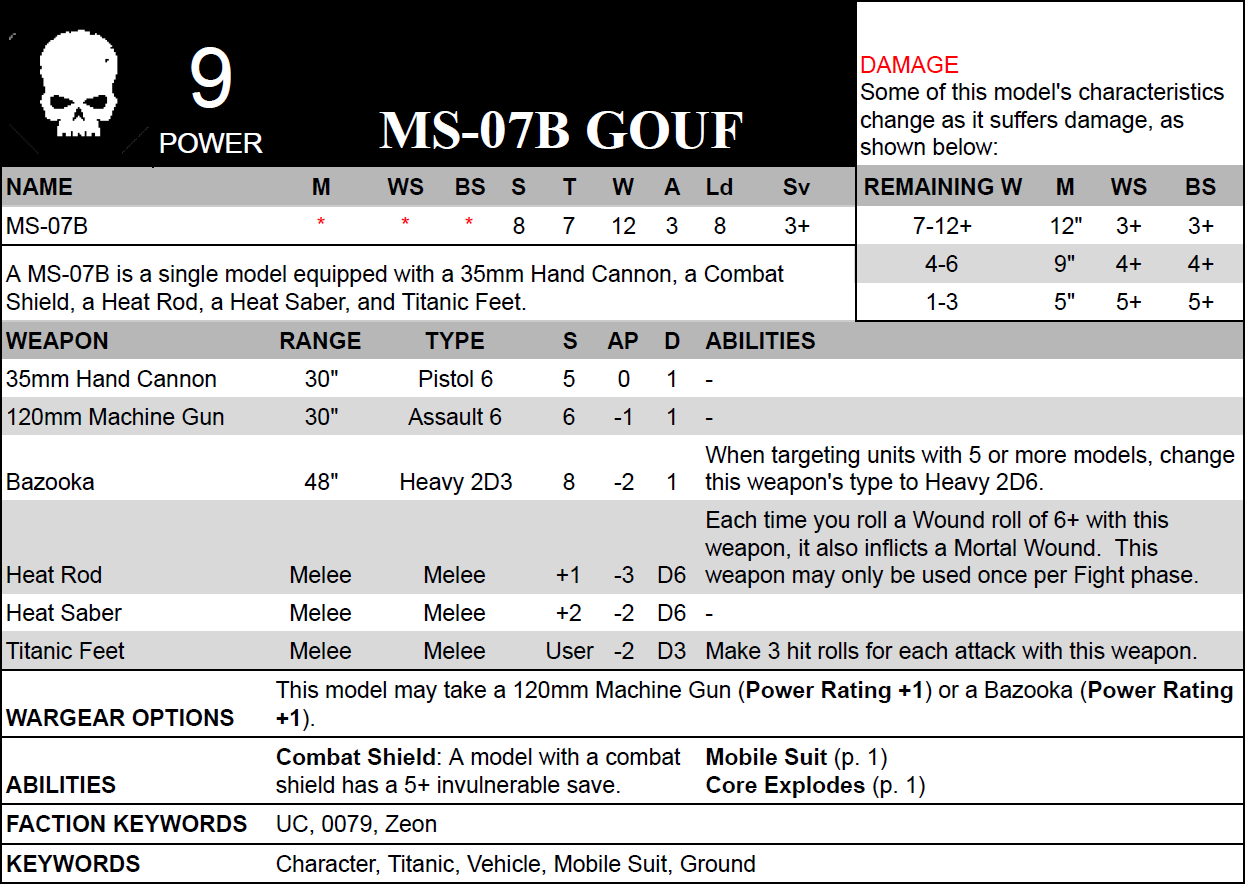 9
POWER
MS-07B GOUF
DAMAGE
Some of this model's characteristics
change as it suffers damage, as
shown below:
NAME M WS BS S T W A Ld Sv
MS-07B * * * 8 7 12 3 8 3+
REMAINING W M WS BS
7-12+ 12" 3+ 3+
4-6 9" 4+ 4+
1-3 5" 5+ 5+
A MS-07B is a single model equipped with a 35mm Hand Cannon, a Combat
Shield, a Heat Rod, a Heat Saber, and Titanic Feet.
WEAPON RANGE TYPE S AP D ABILITIES
35mm Hand Cannon 30" Pistol 6 5 0 1 -
120mm Machine Gun 30" Assault 6 6 -1 1 -
When targeting units with 5 or more models, change
Bazooka 48" Heavy 2D3 8 -2 1 this weapon's type to Heavy 2D6.
Each time you roll a Wound roll of 6+ with this
weapon, it also inflicts a Mortal Wound.  This
Heat Rod Melee Melee +1 -3 D6 weapon may only be used once per Fight phase.
Heat Saber Melee Melee +2 -2 D6 -
Titanic Feet Melee Melee User -2 D3 Make 3 hit rolls for each attack with this weapon.
This model may take a 120mm Machine Gun (Power Rating +1) or a Bazooka (Power Rating
WARGEAR OPTIONS +1).
Combat Shield: A model with a combat Mobile Suit (p. 1)
ABILITIES shield has a 5+ invulnerable save. Core Explodes (p. 1)
FACTION KEYWORDS UC, 0079, Zeon
KEYWORDS Character, Titanic, Vehicle, Mobile Suit, Ground